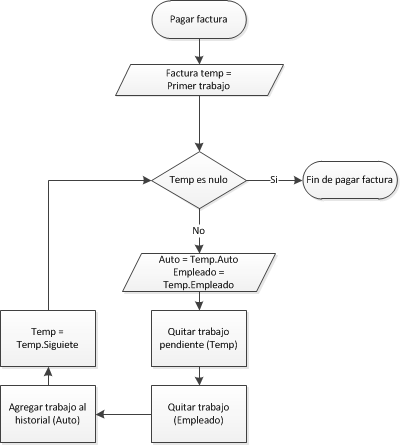 Pagar factura
Factura temp =
Primer trabajo
Temp es nulo
Si
Fin de pagar factura
No
Auto = Temp.Auto
Empleado =
Temp.Empleado
Temp =
Temp.Siguiete
Quitar trabajo
pendiente (Temp)
Agregar trabajo al
historial (Auto)
Quitar trabajo
(Empleado)